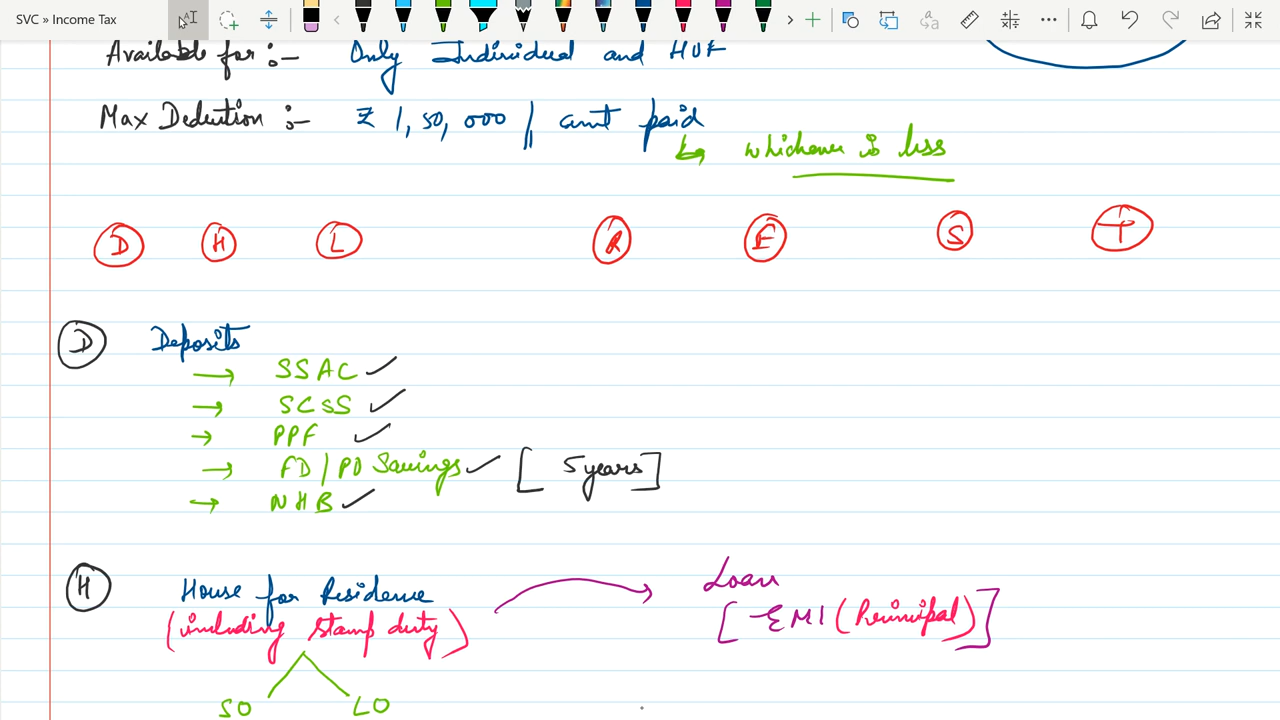 SVC » Income Tax
Available for :- Only Individual and HUF
Max Deduction :- ₹ 1,50,000 / amt paid
whichever is less
D H L R E S T
D Deposits
→ SSAC ✓
→ SCSS ✓
→ PPF ✓
→ FD/PO Savings ✓ [5 years]
→ NHB ✓
H House for Residence → Loan
(including stamp duty) [EMI (Principal)]
SO LO